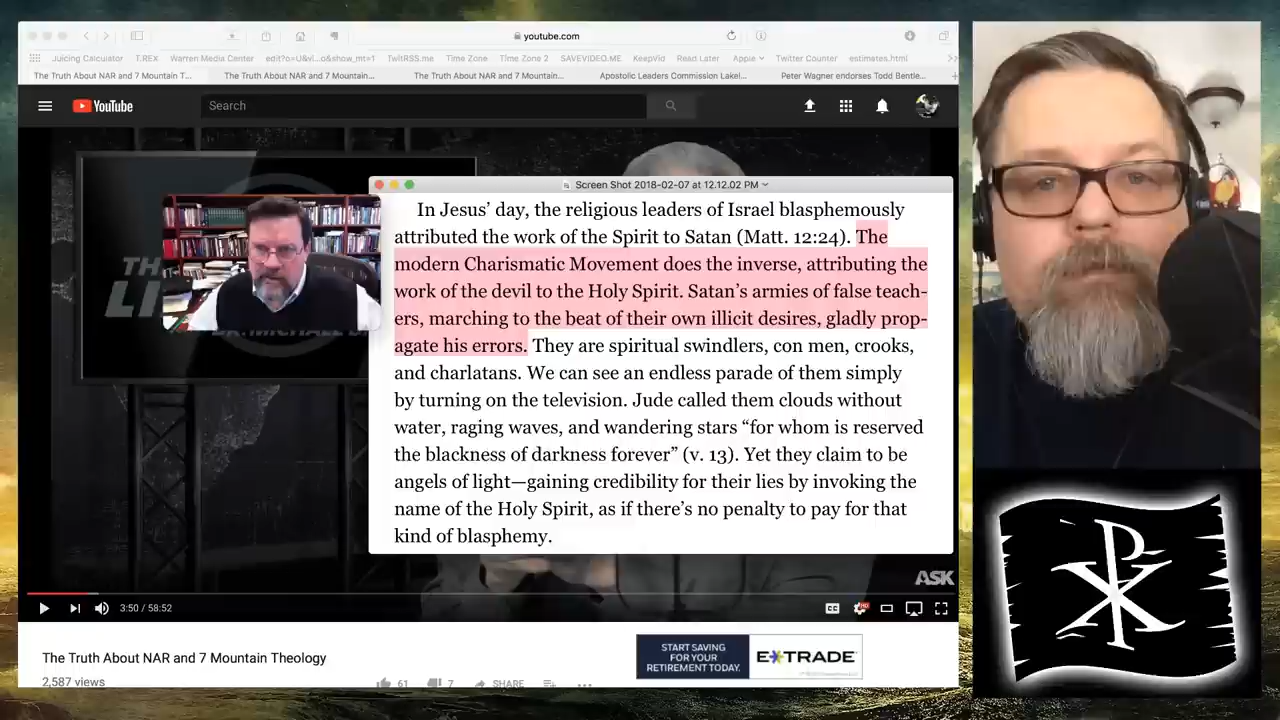 youtube.com
Juicing Calculator T.REX Warren Media Center edit?o=U&vi...o&show_mt=1 TwitRSS.me Time Zone Time Zone 2 SAVEVIDEO.ME KeepVid Read Later Apple Twitter Counter estimates.html
The Truth About NAR and 7 Mountain T... The Truth About NAR and 7 Mountain... The Truth About NAR and 7 Mountain... Apostolic Leaders Commission Lakel... Peter Wagner endorses Todd Bentle...
YouTube Search
Screen Shot 2018-02-07 at 12.12.02 PM
In Jesus’ day, the religious leaders of Israel blasphemously
attributed the work of the Spirit to Satan (Matt. 12:24). The
modern Charismatic Movement does the inverse, attributing the
work of the devil to the Holy Spirit. Satan’s armies of false teach-
ers, marching to the beat of their own illicit desires, gladly prop-
agate his errors. They are spiritual swindlers, con men, crooks,
and charlatans. We can see an endless parade of them simply
by turning on the television. Jude called them clouds without
water, raging waves, and wandering stars “for whom is reserved
the blackness of darkness forever” (v. 13). Yet they claim to be
angels of light—gaining credibility for their lies by invoking the
name of the Holy Spirit, as if there’s no penalty to pay for that
kind of blasphemy.
TH
LI
ASK
3:50 / 58:52
CC
HD
The Truth About NAR and 7 Mountain Theology
2,587 views
61 7 SHARE
START SAVING
FOR YOUR
RETIREMENT TODAY.
E*TRADE